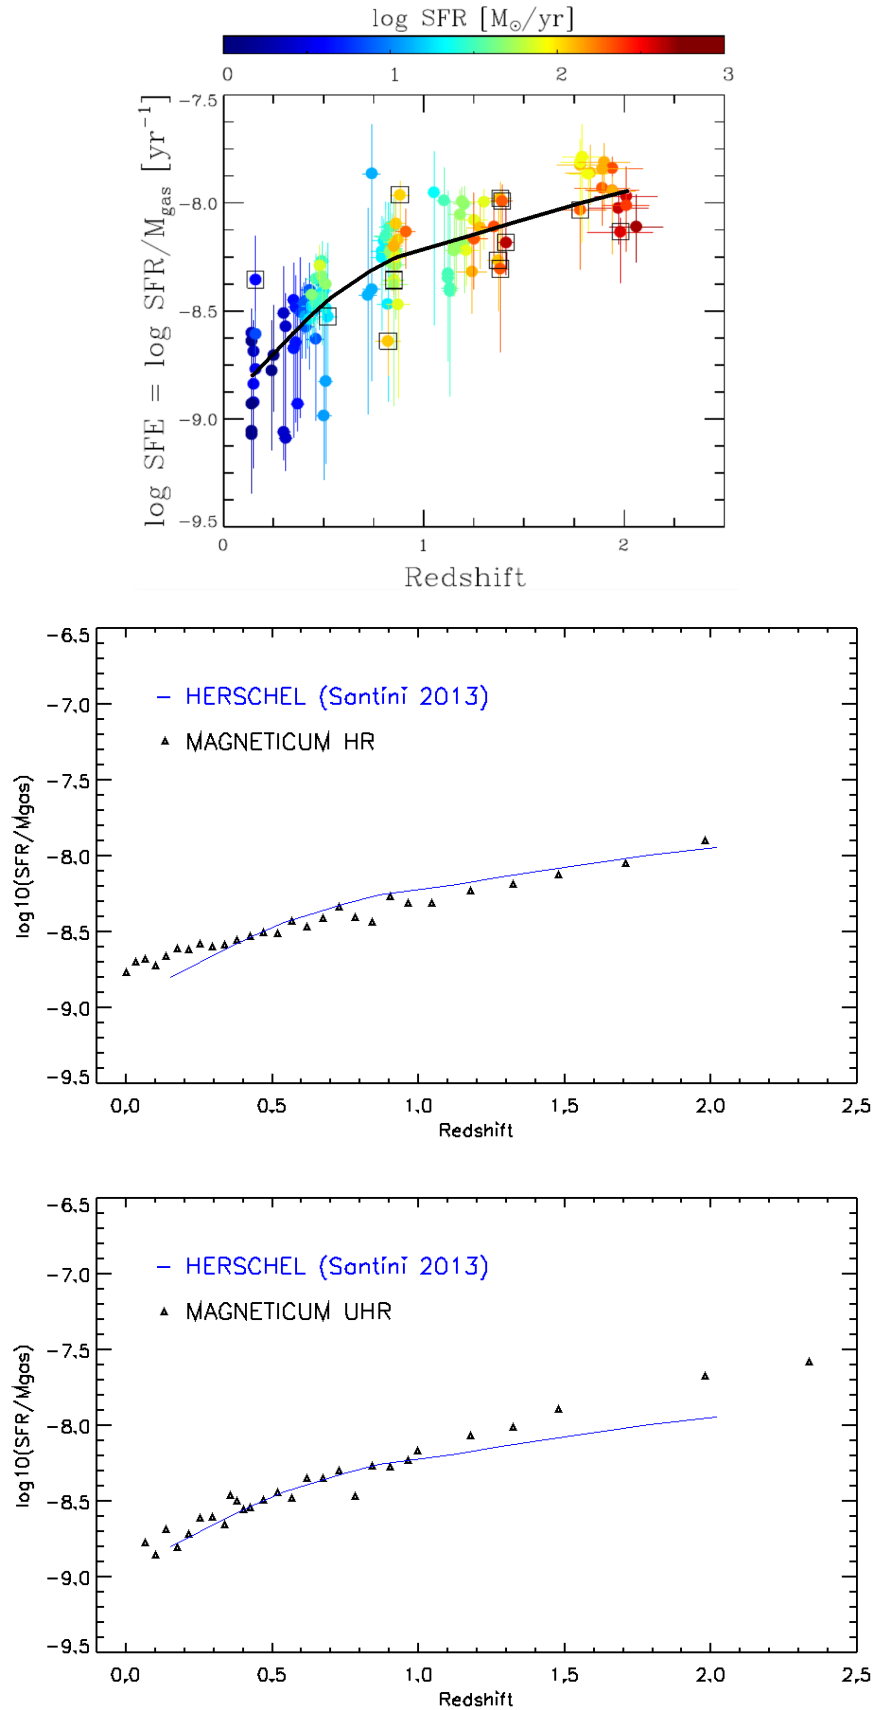 log SFR [M⊙/yr]
0 1 2 3
log SFE = log SFR/Mgas [yr−1]
−7.5
−8.0
−8.5
−9.0
−9.5
0 1 2
Redshift
−6.5
−7.0
−7.5
−8.0
−8.5
−9.0
−9.5
log10(SFR/Mgas)
HERSCHEL (Santini 2013)
MAGNETICUM HR
0.0 0.5 1.0 1.5 2.0 2.5
Redshift
−6.5
−7.0
−7.5
−8.0
−8.5
−9.0
−9.5
log10(SFR/Mgas)
HERSCHEL (Santini 2013)
MAGNETICUM UHR
0.0 0.5 1.0 1.5 2.0 2.5
Redshift